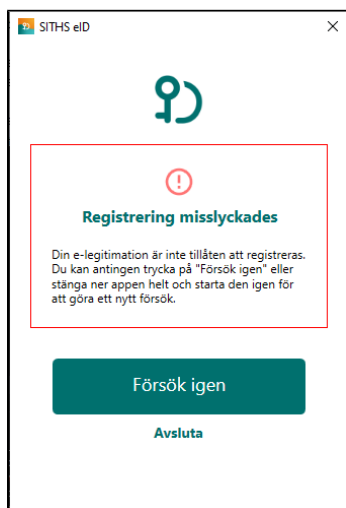 SITHS eID
Registrering misslyckades
Din e-legitimation är inte tillåten att registreras.
Du kan antingen trycka på "Försök igen" eller
stänga ner appen helt och starta den igen för
att göra ett nytt försök.
Försök igen
Avsluta